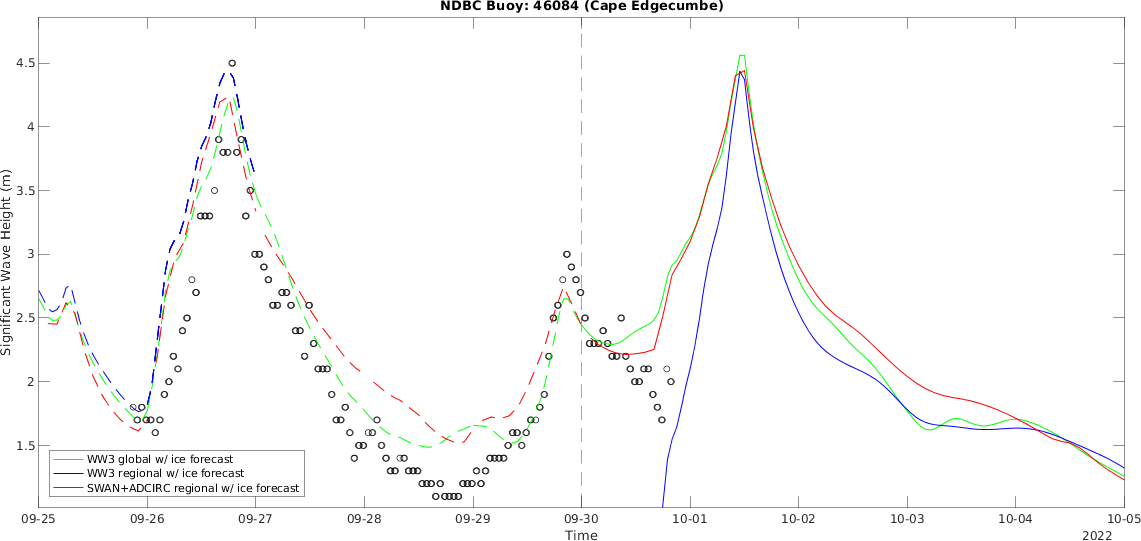 NDBC Buoy: 46084 (Cape Edgecumbe)
Significant Wave Height (m)
4.5
4
3.5
3
2.5
2
1.5
WW3 global w/ ice forecast
WW3 regional w/ ice forecast
SWAN+ADCIRC regional w/ ice forecast
09-25 09-26 09-27 09-28 09-29 09-30 10-01 10-02 10-03 10-04 10-05
Time
2022